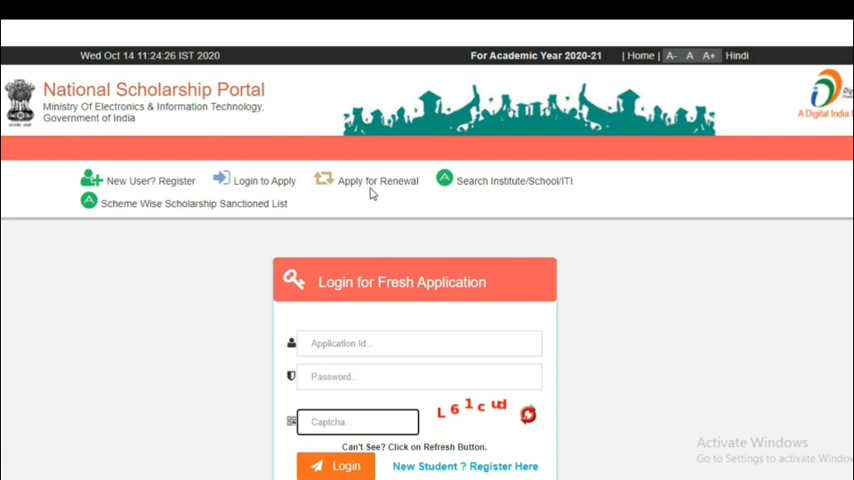 Wed Oct 14 11:24:26 IST 2020
For Academic Year 2020-21 | Home | A- A A+ Hindi
National Scholarship Portal
Ministry Of Electronics & Information Technology,
Government of India
A Digital India
New User? Register Login to Apply Apply for Renewal Search Institute/School/ITI
Scheme Wise Scholarship Sanctioned List
Login for Fresh Application
Application Id...
Password...
Captcha...
L 6 1 c u d
Can't See? Click on Refresh Button.
Login New Student ? Register Here
Activate Windows
Go to Settings to activate Windows